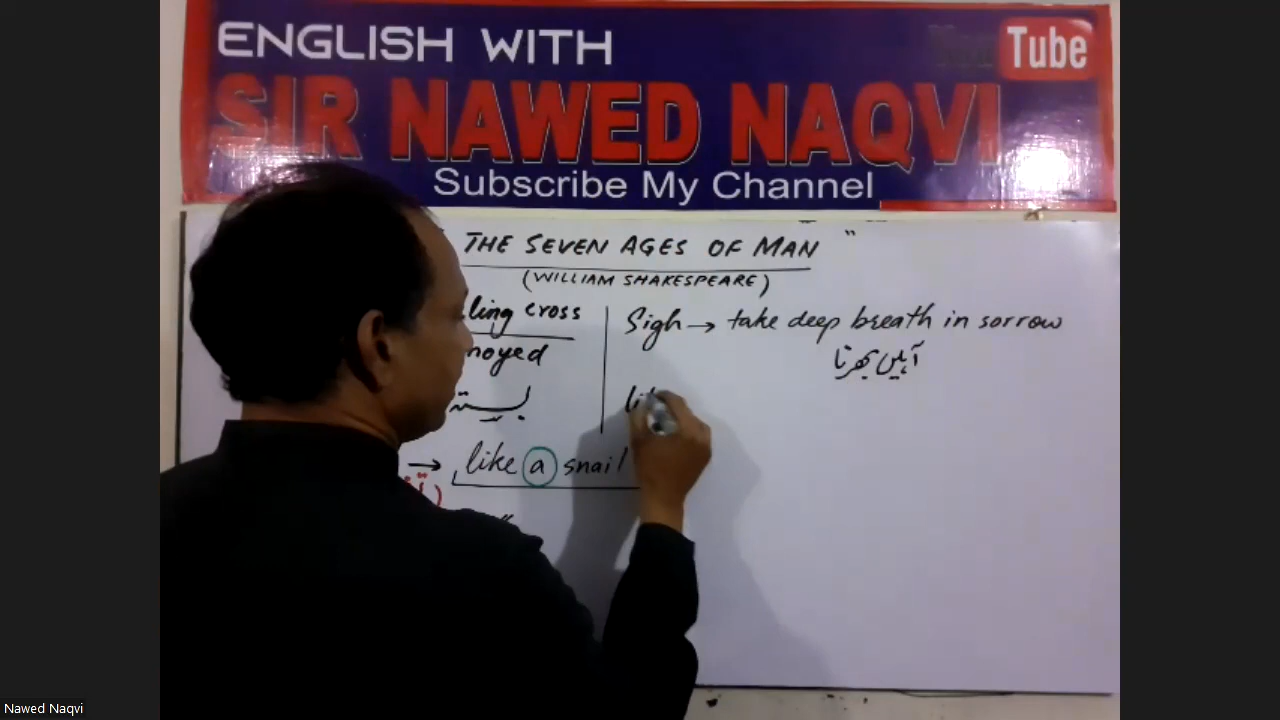 ENGLISH WITH
Tube
SIR NAWED NAQVI
Subscribe My Channel
THE SEVEN AGES OF MAN "
(WILLIAM SHAKESPEARE)
cross
Sigh → take deep breath in sorrow
آہیں بھرنا
→ like a snail
Nawed Naqvi